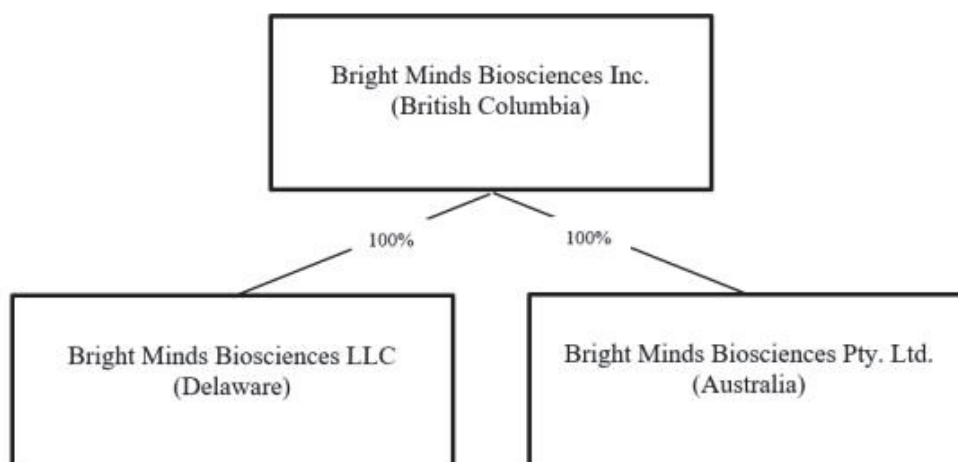 Bright Minds Biosciences Inc.
(British Columbia)
100%
100%
Bright Minds Biosciences LLC
(Delaware)
Bright Minds Biosciences Pty. Ltd.
(Australia)